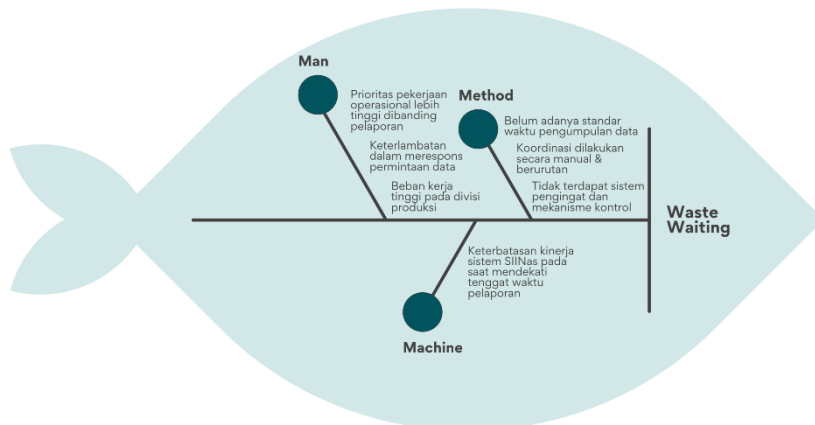 Man
Prioritas pekerjaan
operasional lebih
tinggi dibanding
pelaporan
Keterlambatan
dalam merespons
permintaan data
Beban kerja
tinggi pada divisi
produksi
Method
Belum adanya standar
waktu pengumpulan data
Koordinasi dilakukan
secara manual &
berurutan
Tidak terdapat sistem
pengingat dan
mekanisme kontrol
Waste
Waiting
Keterbatasan kinerja
sistem SIINas pada
saat mendekati
tenggat waktu
pelaporan
Machine